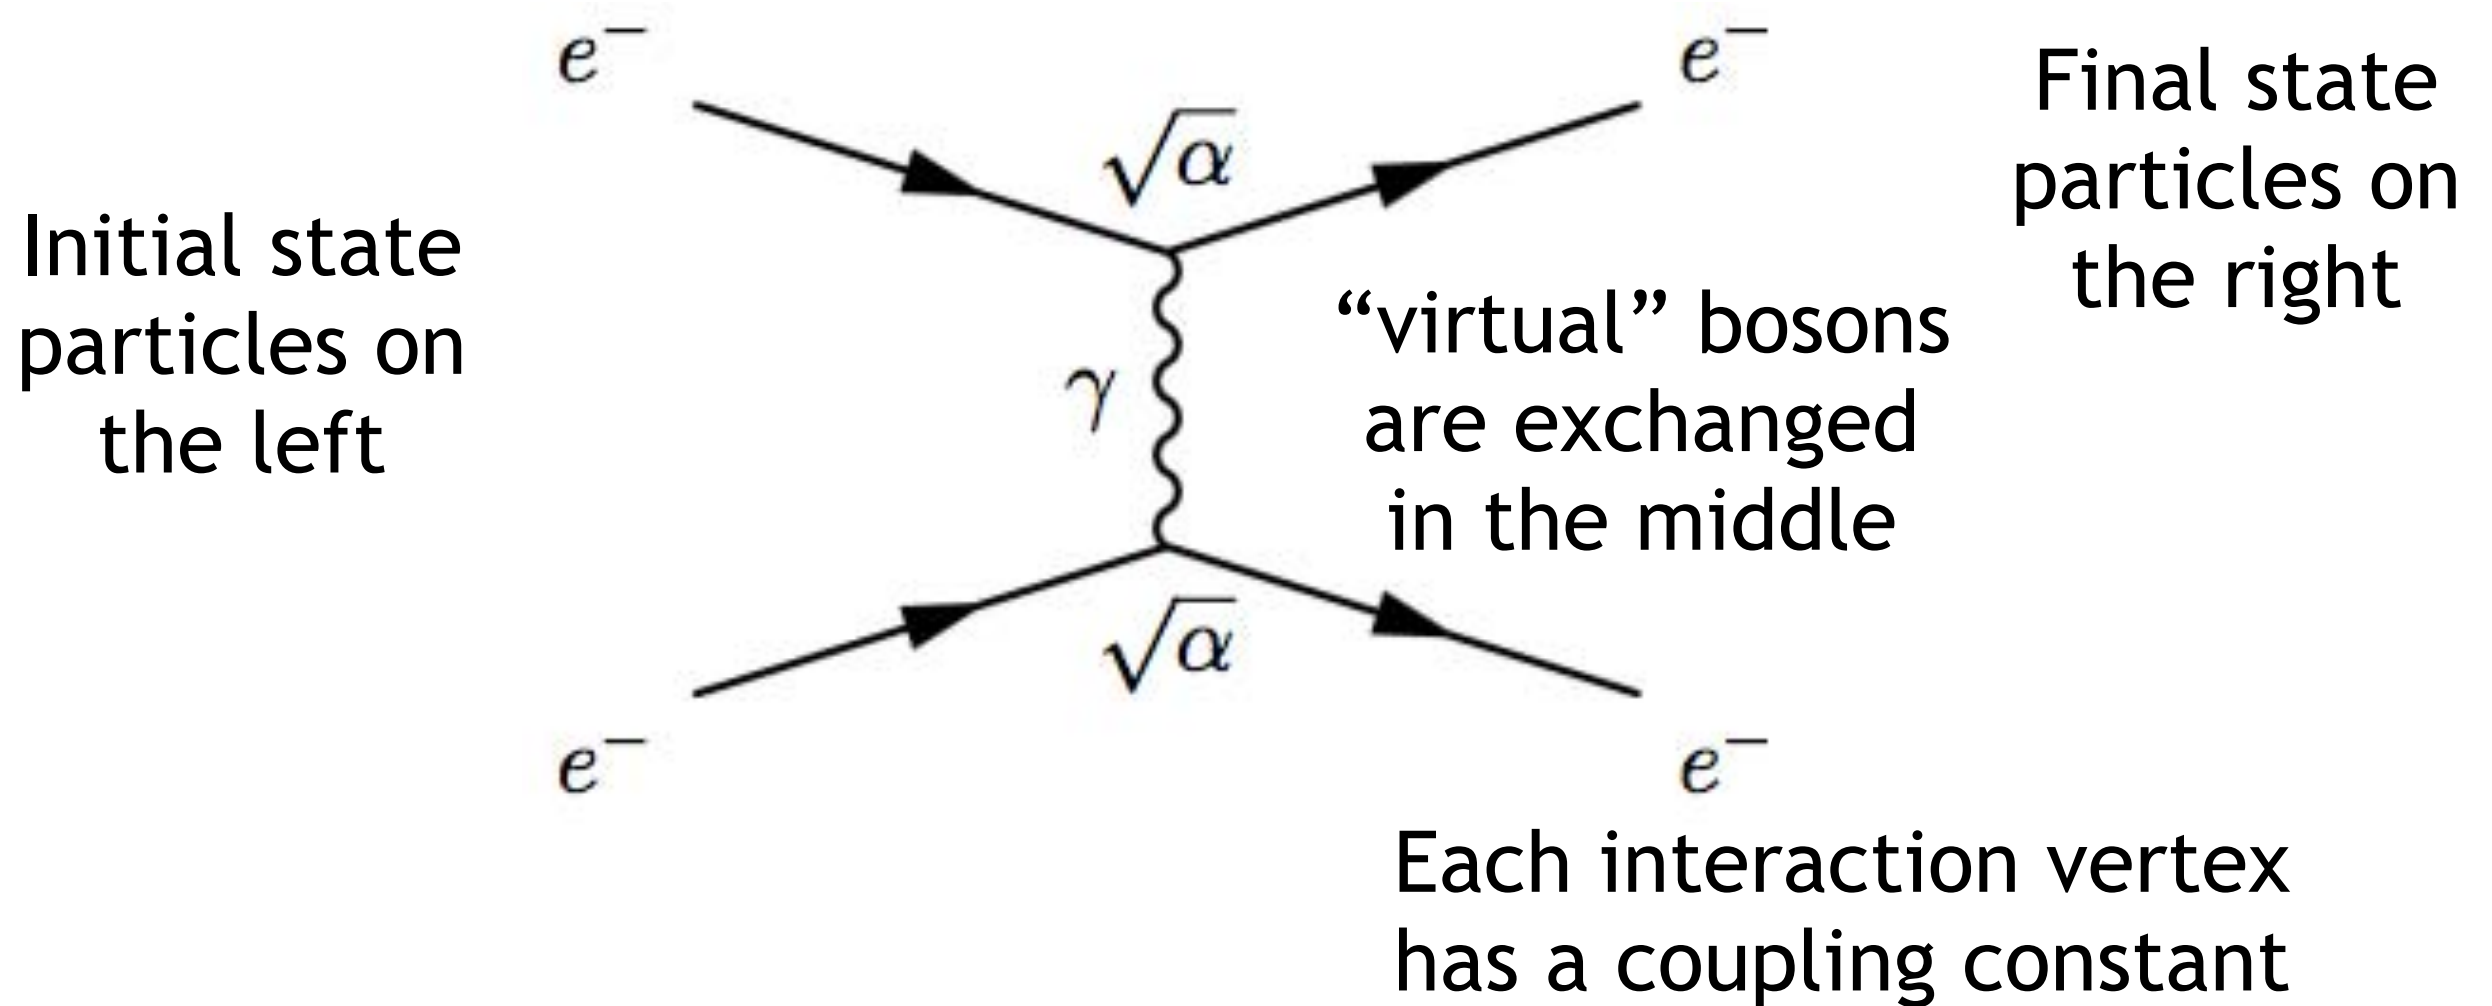 e⁻
e⁻
Final state
particles on
the right
√α
Initial state
particles on
the left
“virtual” bosons
are exchanged
in the middle
γ
√α
e⁻
e⁻
Each interaction vertex
has a coupling constant